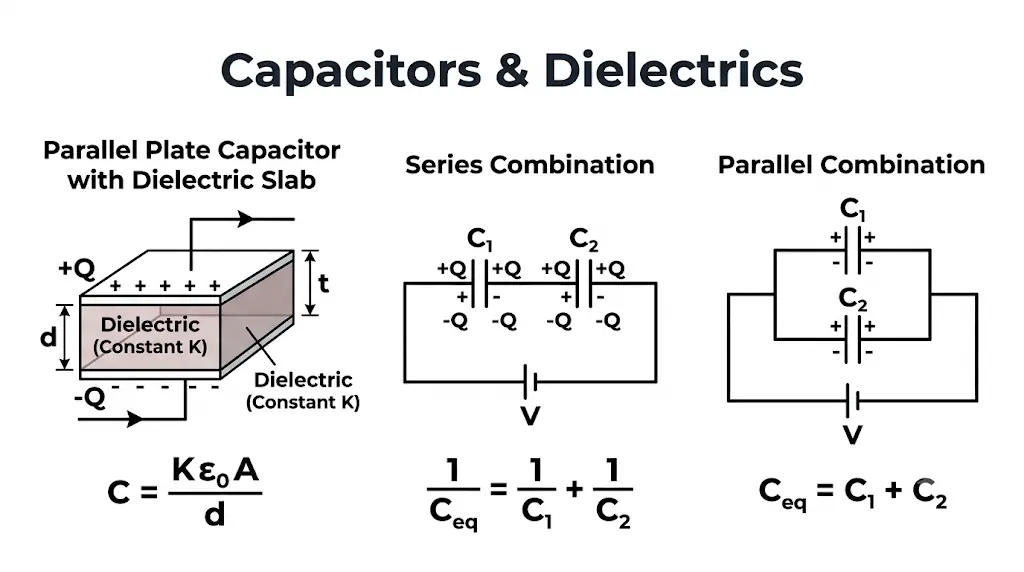 Capacitors & Dielectrics
Parallel Plate Capacitor
with Dielectric Slab
+Q
+ + + + +
t
d
Dielectric
(Constant K)
Dielectric
(Constant K)
-Q
- - - - - -
C = Kε₀A / d
Series Combination
C₁ C₂
+Q +Q +Q +Q
+ - + -
-Q -Q -Q -Q
V
1/Ceq = 1/C₁ + 1/C₂
Parallel Combination
C₁
+ +
- -
C₂
+ +
- -
V
Ceq = C₁ + C₂